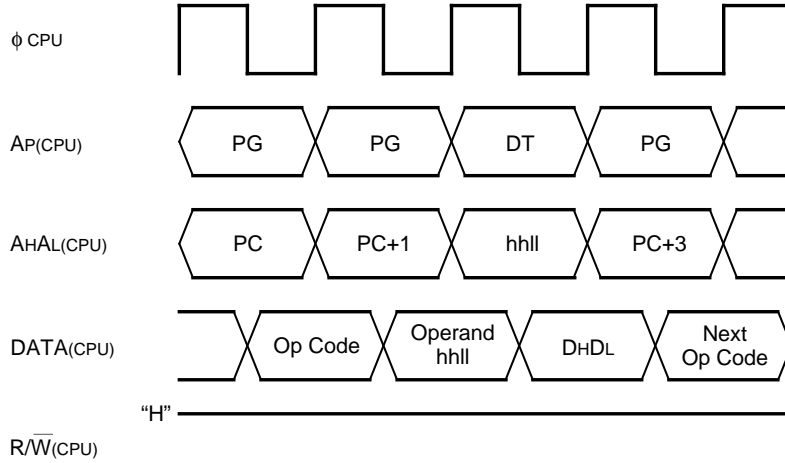 ϕ CPU
AP(CPU) PG PG DT PG
AHAL(CPU) PC PC+1 hhll PC+3
DATA(CPU) Op Code Operand hhll DHDL Next Op Code
“H”
R/W̅(CPU)